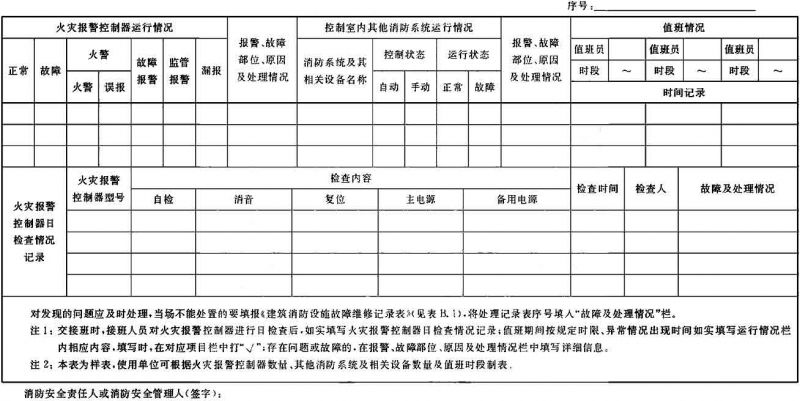 序号：
火灾报警控制器运行情况 报警、故障部位、原因及处理情况 控制室内其他消防系统运行情况 报警、故障部位、原因及处理情况 值班情况
正常 故障 火警 故障报警 监管报警 漏报 消防系统及其相关设备名称 控制状态 运行状态 值班员 值班员 值班员
时段 ～ 时段 ～ 时段 ～
火警 误报 自动 手动 正常 故障 时间记录
火灾报警控制器日检查情况记录 火灾报警控制器型号 检查内容 检查时间 检查人 故障及处理情况
自检 消音 复位 主电源 备用电源
对发现的问题应及时处理，当场不能处置的要填报《建筑消防设施故障维修记录表》（见表 B.1），将处理记录表序号填入“故障及处理情况”栏。
注 1：交接班时，接班人员对火灾报警控制器进行日检查后，如实填写火灾报警控制器日检查情况记录；值班期间按规定时限、异常情况出现时间如实填写运行情况栏
内相应内容，填写时，在对应项目栏中打“√”；存在问题或故障的，在报警、故障部位、原因及处理情况栏中填写详细信息。
注 2：本表为样表，使用单位可根据火灾报警控制器数量、其他消防系统及相关设备数量及值班时段制表.
消防安全责任人或消防安全管理人（签字）：